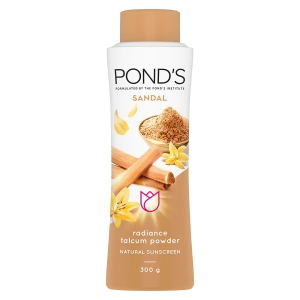 POND'S
FORMULATED BY THE POND'S INSTITUTE
SANDAL
radiance
talcum powder
NATURAL SUNSCREEN
300 g